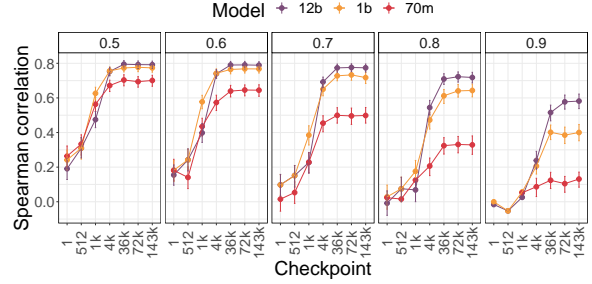 Model 12b 1b 70m
0.5 0.6 0.7 0.8 0.9
Spearman correlation
0.8
0.6
0.4
0.2
0.0
1 512 1k 4k 36k 72k 143k 1 512 1k 4k 36k 72k 143k 1 512 1k 4k 36k 72k 143k 1 512 1k 4k 36k 72k 143k 1 512 1k 4k 36k 72k 143k
Checkpoint